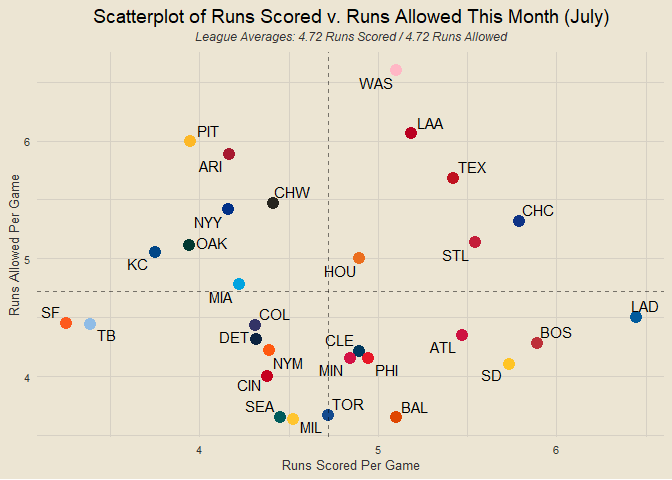 Scatterplot of Runs Scored v. Runs Allowed This Month (July)
League Averages: 4.72 Runs Scored / 4.72 Runs Allowed
WAS
LAA
PIT
6
ARI
TEX
CHW
CHC
NYY
OAK
STL
5
KC
HOU
Runs Allowed Per Game
MIA
SF
LAD
COL
TB
DET
CLE
BOS
ATL
NYM
MIN
PHI
SD
4
CIN
SEA
TOR
BAL
MIL
4
5
6
Runs Scored Per Game